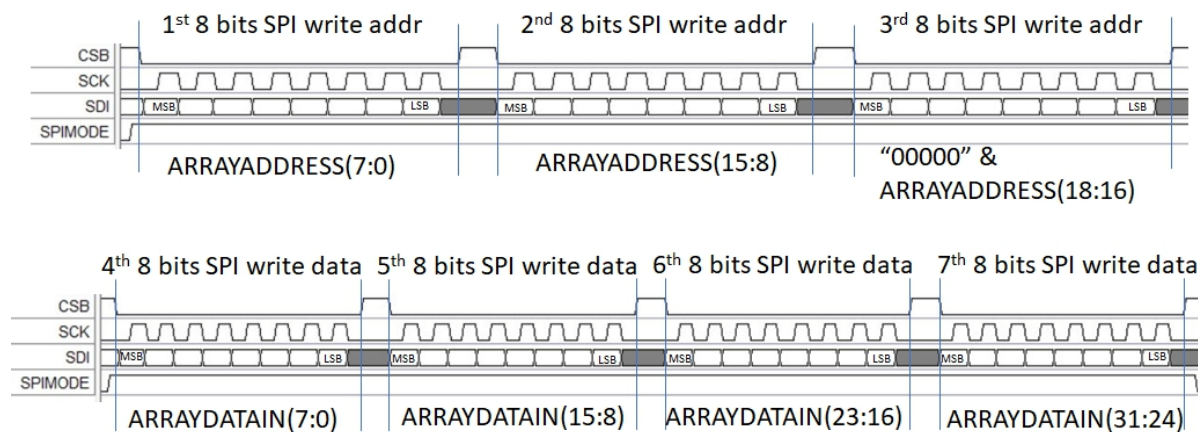 1st 8 bits SPI write addr 2nd 8 bits SPI write addr 3rd 8 bits SPI write addr
CSB
SCK
SDI MSB LSB MSB LSB MSB LSB
SPIMODE
ARRAYADDRESS(7:0) ARRAYADDRESS(15:8) "00000" &
ARRAYADDRESS(18:16)
4th 8 bits SPI write data 5th 8 bits SPI write data 6th 8 bits SPI write data 7th 8 bits SPI write data
CSB
SCK
SDI MSB LSB MSB LSB MSB LSB MSB LSB
SPIMODE
ARRAYDATAIN(7:0) ARRAYDATAIN(15:8) ARRAYDATAIN(23:16) ARRAYDATAIN(31:24)